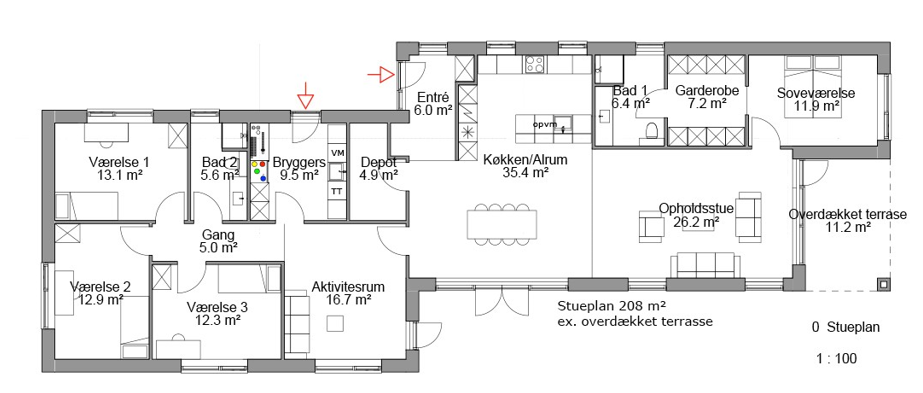 Entré
6.0 m²
Bad 1
6.4 m²
Garderobe
7.2 m²
Soveværelse
11.9 m²
opvm
Værelse 1
13.1 m²
Bad 2
5.6 m²
Bryggers
9.5 m²
VM
TT
Depot
4.9 m²
Køkken/Alrum
35.4 m²
Opholdsstue
26.2 m²
Overdækket terrasse
11.2 m²
Gang
5.0 m²
Værelse 2
12.9 m²
Værelse 3
12.3 m²
Aktivitesrum
16.7 m²
Stueplan 208 m²
ex. overdækket terrasse
0 Stueplan
1 : 100